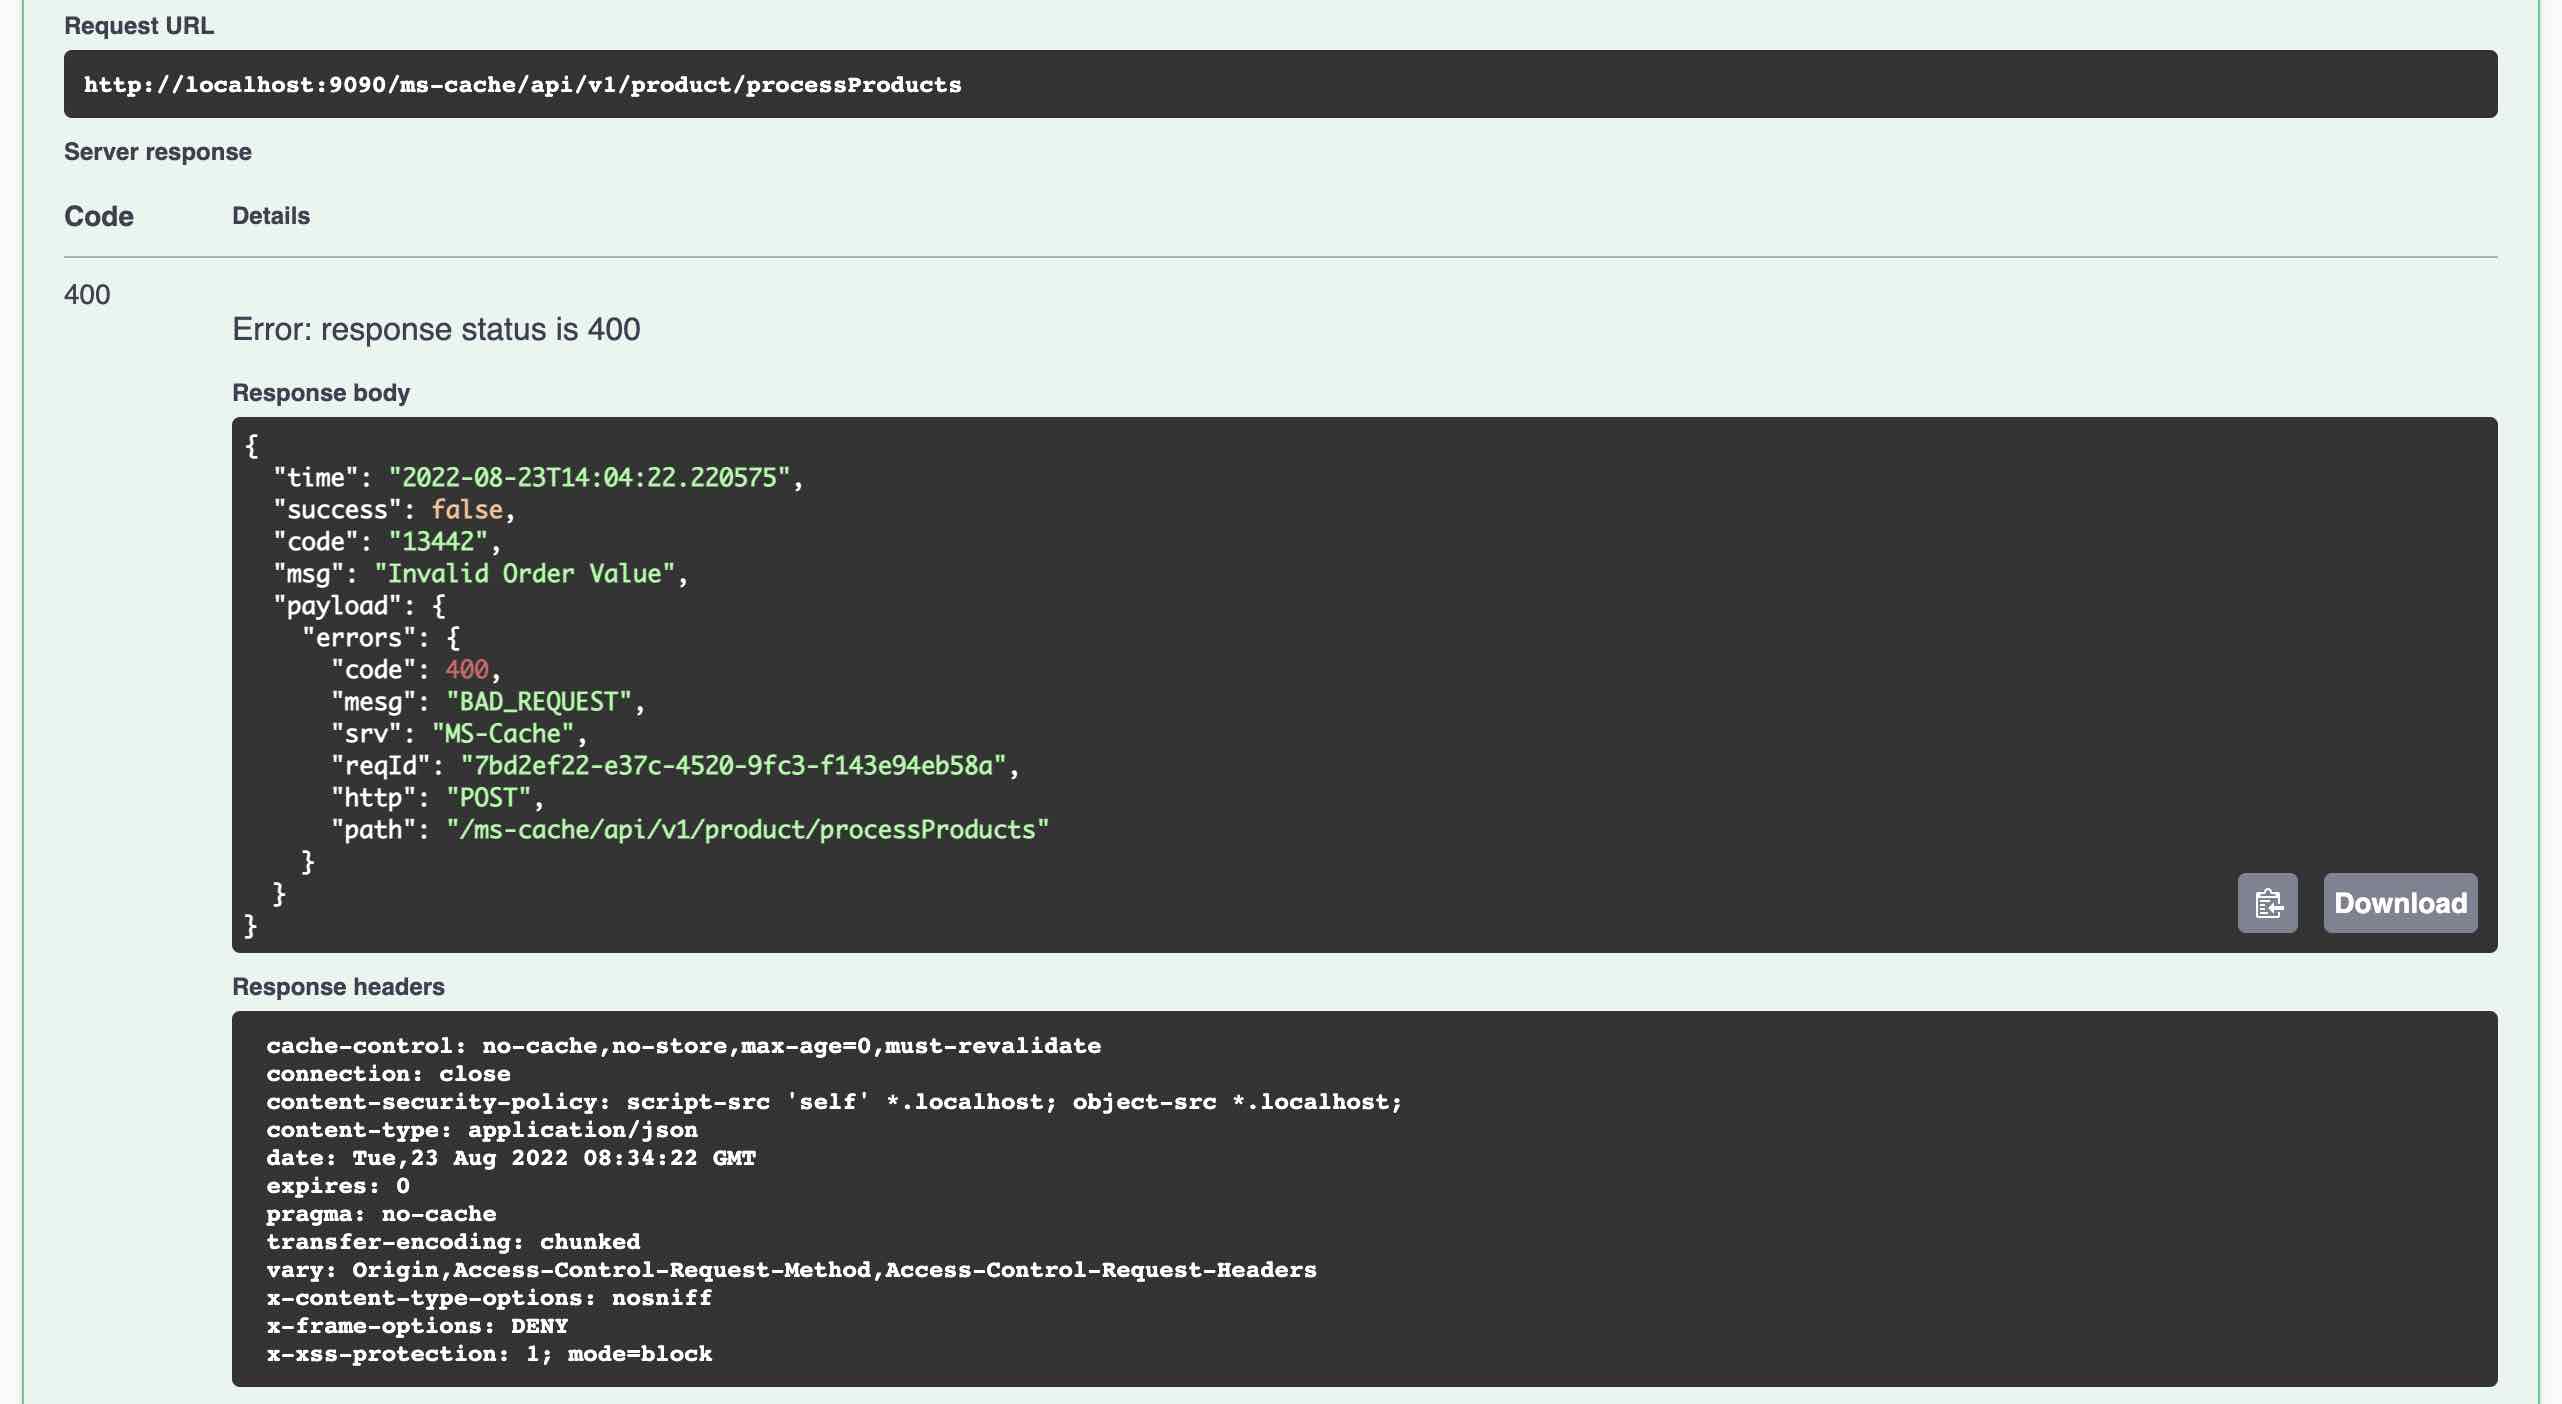 Request URL
http://localhost:9090/ms-cache/api/v1/product/processProducts
Server response
Code Details
400
Error: response status is 400
Response body
{
  "time": "2022-08-23T14:04:22.220575",
  "success": false,
  "code": "13442",
  "msg": "Invalid Order Value",
  "payload": {
    "errors": {
      "code": 400,
      "mesg": "BAD_REQUEST",
      "srv": "MS-Cache",
      "reqId": "7bd2ef22-e37c-4520-9fc3-f143e94eb58a",
      "http": "POST",
      "path": "/ms-cache/api/v1/product/processProducts"
    }
  }
}
Download
Response headers
cache-control: no-cache,no-store,max-age=0,must-revalidate
connection: close
content-security-policy: script-src 'self' *.localhost; object-src *.localhost;
content-type: application/json
date: Tue,23 Aug 2022 08:34:22 GMT
expires: 0
pragma: no-cache
transfer-encoding: chunked
vary: Origin,Access-Control-Request-Method,Access-Control-Request-Headers
x-content-type-options: nosniff
x-frame-options: DENY
x-xss-protection: 1; mode=block